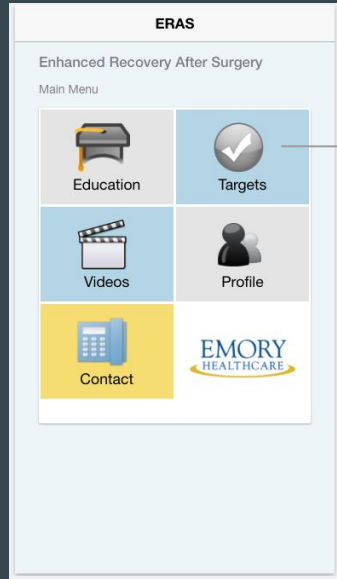 ERAS
Enhanced Recovery After Surgery
Main Menu
Education
Targets
Videos
Profile
Contact
EMORY
HEALTHCARE